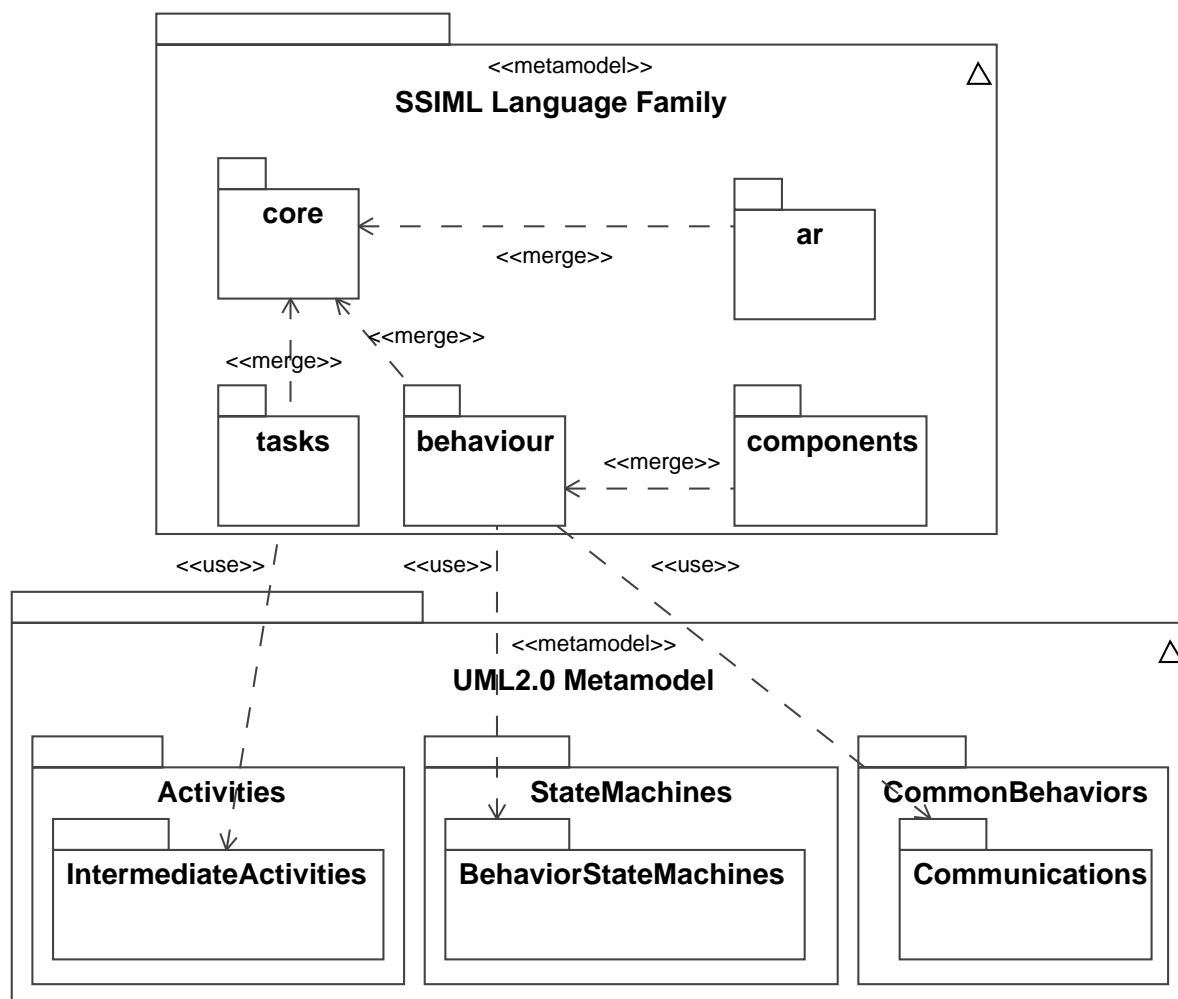 <<metamodel>>
SSIML Language Family
core
ar
<<merge>>
<<merge>>
<<merge>>
tasks
behaviour
components
<<merge>>
<<use>>
<<use>>
<<use>>
<<metamodel>>
UML2.0 Metamodel
Activities
StateMachines
CommonBehaviors
IntermediateActivities
BehaviorStateMachines
Communications